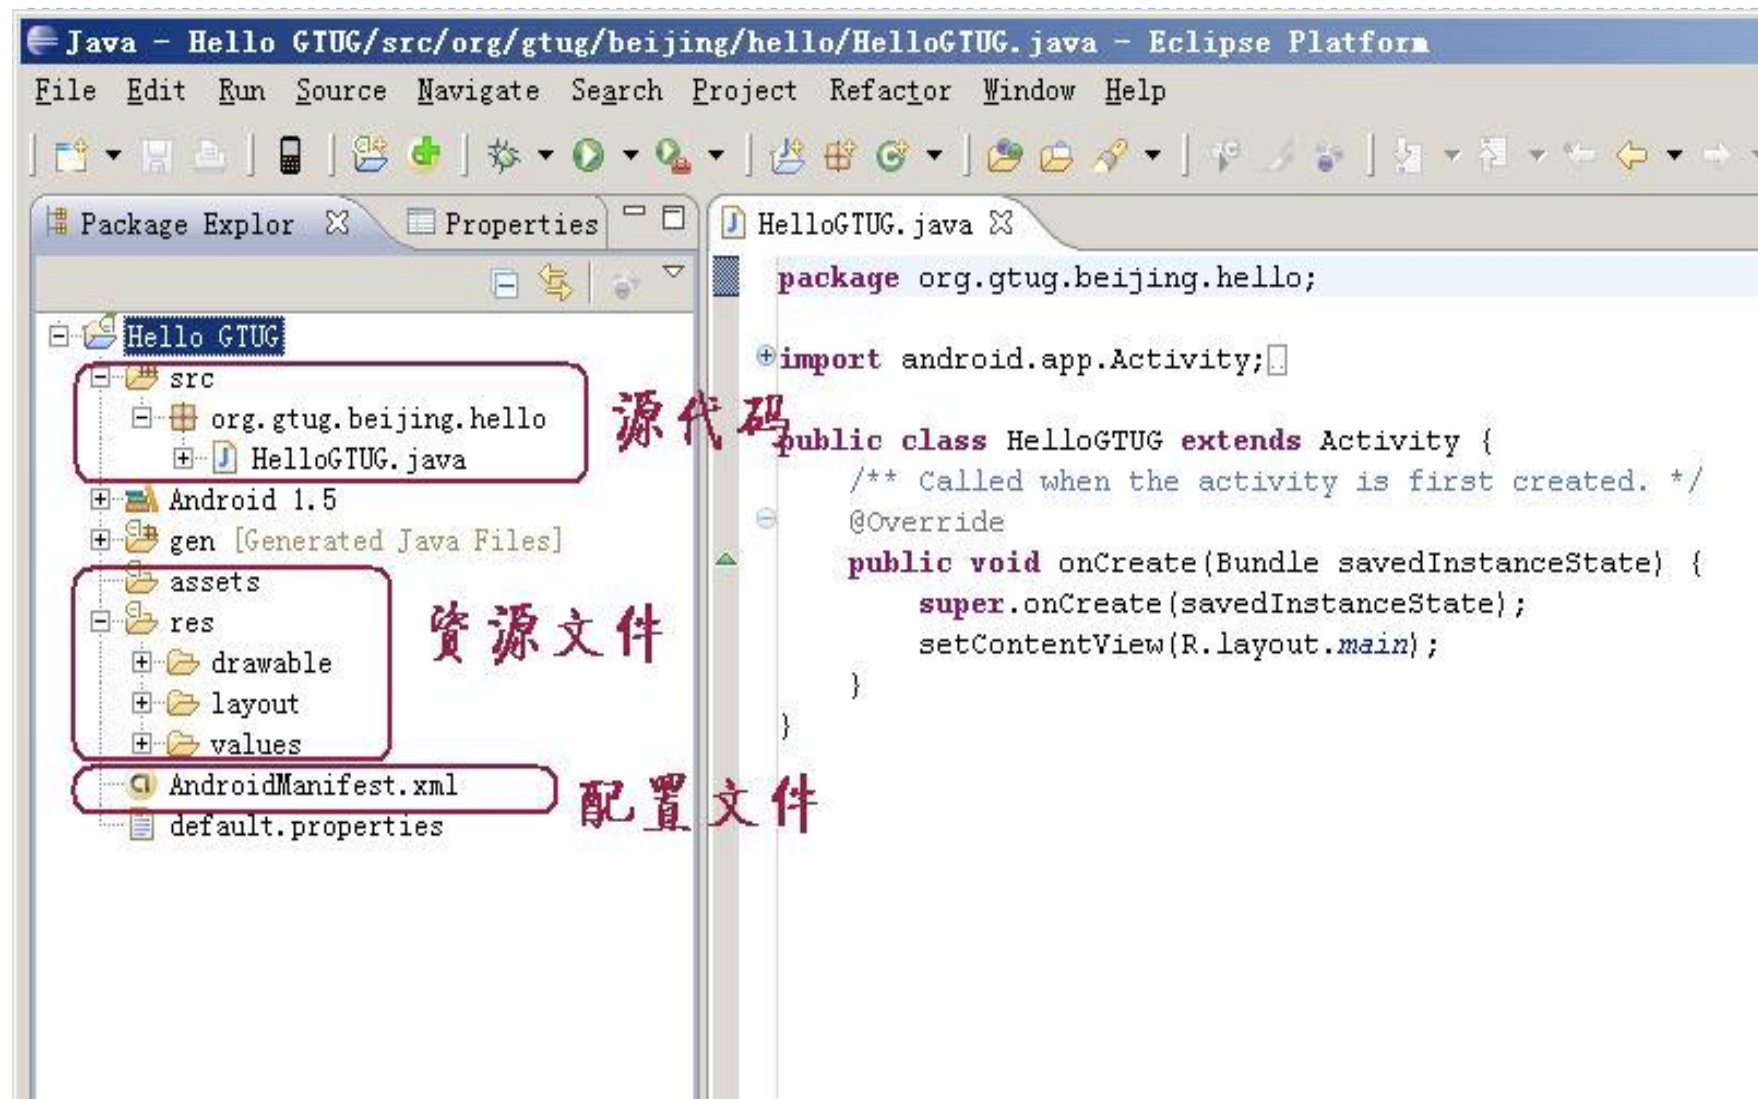 Java - Hello GTUG/src/org/gtug/beijing/hello/HelloGTUG.java - Eclipse Platform
File Edit Run Source Navigate Search Project Refactor Window Help
Package Explor Properties
HelloGTUG.java
Hello GTUG
src
org.gtug.beijing.hello
HelloGTUG.java
源代码
Android 1.5
gen [Generated Java Files]
assets
res
drawable
layout
values
資源文件
AndroidManifest.xml
配置文件
default.properties
package org.gtug.beijing.hello;
import android.app.Activity;
public class HelloGTUG extends Activity {
/** Called when the activity is first created. */
@Override
public void onCreate(Bundle savedInstanceState) {
super.onCreate(savedInstanceState);
setContentView(R.layout.main);
}
}